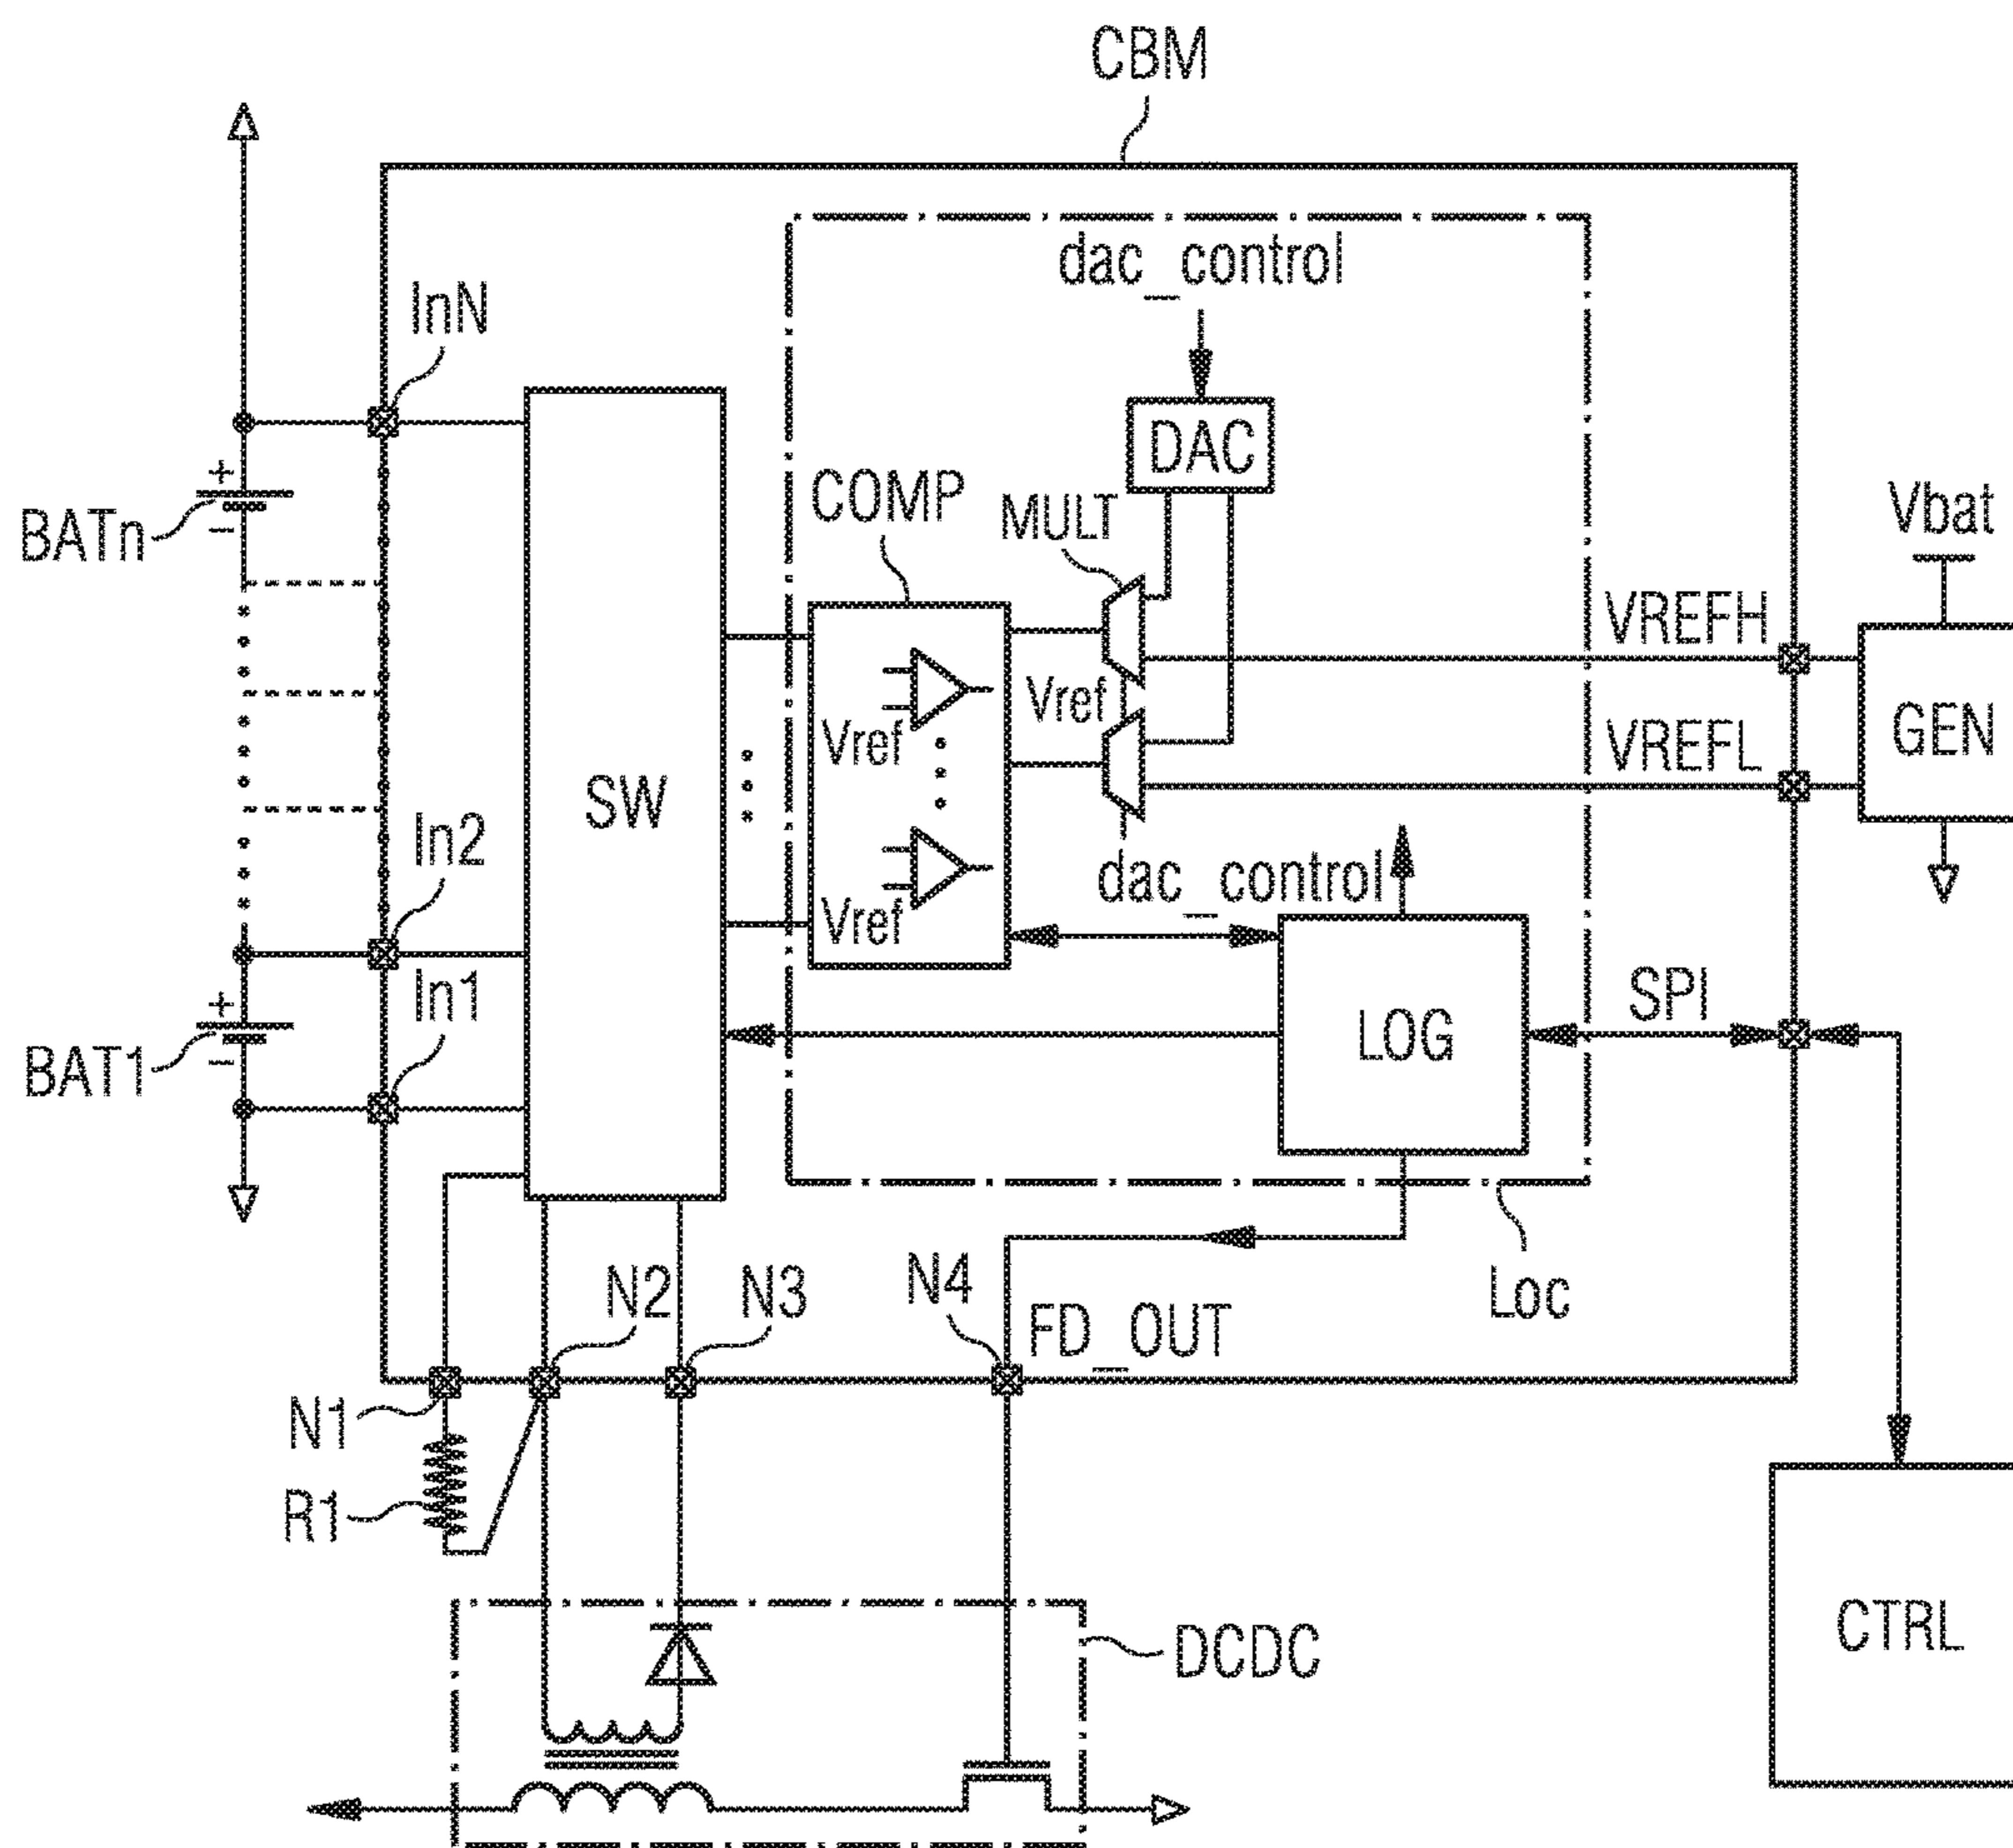 CBM
dac_control
InN
DAC
COMP
MULT
BATn
+
−
Vbat
VREFH
Vref
Vref
VREFL
GEN
SW
In2
dac_control
Vref
In1
SPI
+
−
BAT1
LOG
N2
N3
N4
FD_OUT
Loc
N1
R1
DCDC
CTRL